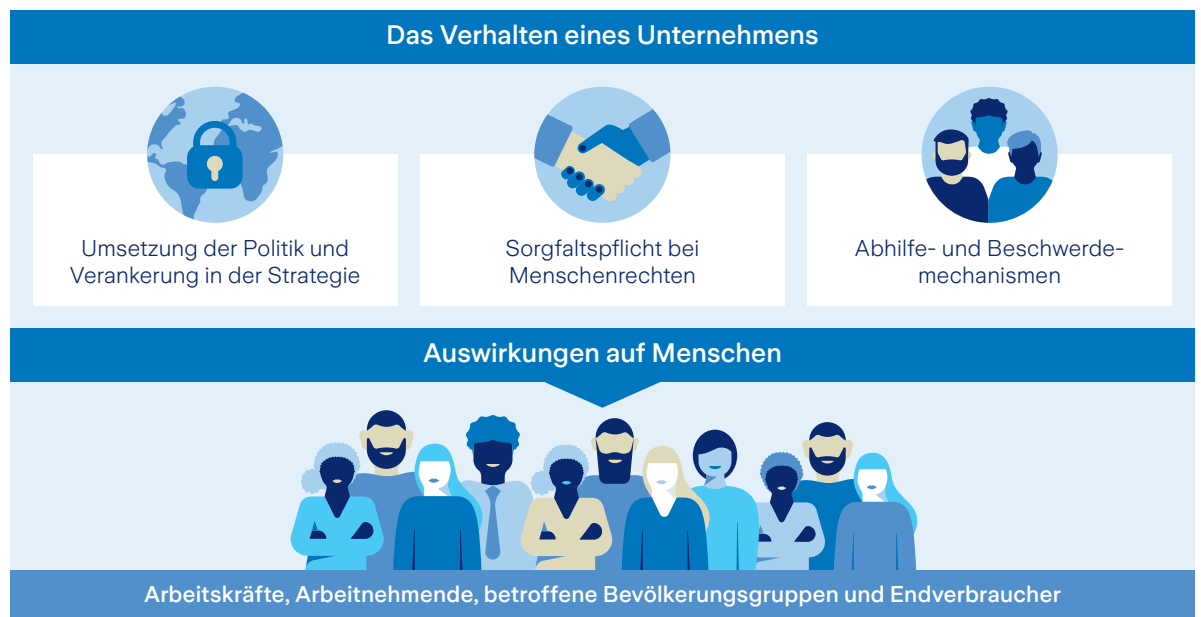 Das Verhalten eines Unternehmens
Umsetzung der Politik und
Verankerung in der Strategie
Sorgfaltspflicht bei
Menschenrechten
Abhilfe- und Beschwerde-
mechanismen
Auswirkungen auf Menschen
Arbeitskräfte, Arbeitnehmende, betroffene Bevölkerungsgruppen und Endverbraucher